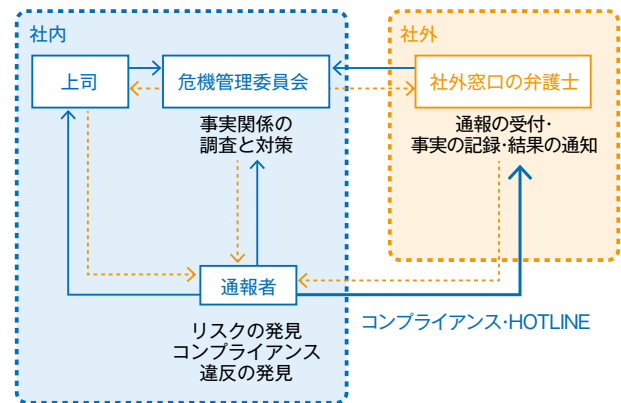 社内
社外
上司
危機管理委員会
社外窓口の弁護士
事実関係の
調査と対策
通報の受付・
事実の記録・結果の通知
通報者
コンプライアンス・HOTLINE
リスクの発見
コンプライアンス
違反の発見